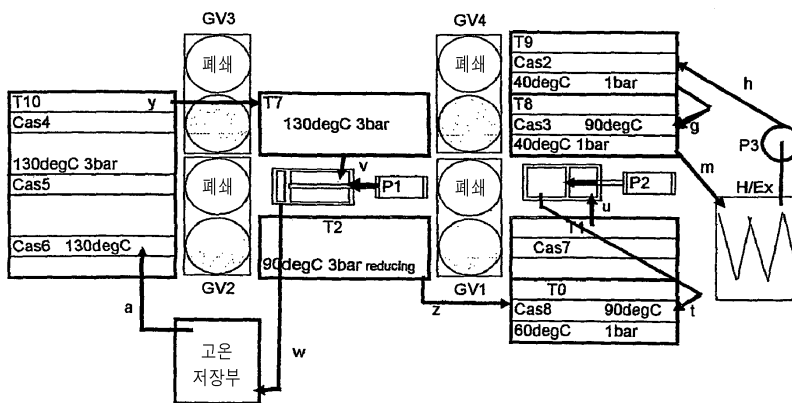 GV3
GV4
폐쇄
폐쇄
T9
Cas2
40degC 1bar
T8
Cas3 90degC
40degC 1bar
h
g
P3
m
H/Ex
T10
Cas4
130degC 3bar
Cas5
Cas6 130degC
y
T7
130degC 3bar
v
P1
P2
u
폐쇄
폐쇄
T2
90degC 3bar reducing
T1
Cas7
T0
Cas8 90degC
60degC 1bar
t
GV2
GV1
z
a
w
고온
저장부